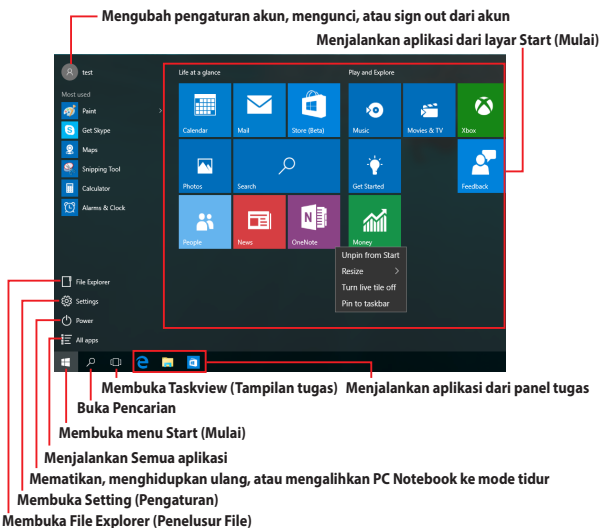 Mengubah pengaturan akun, mengunci, atau sign out dari akun
Menjalankan aplikasi dari layar Start (Mulai)
test
Life at a glance
Play and Explore
Most used
Paint
Get Skype
Maps
Snipping Tool
Calculator
Alarms & Clock
Calendar
Mail
Store (Beta)
Music
Movies & TV
Xbox
Photos
Search
Get Started
Feedback
People
News
OneNote
Money
Unpin from Start
Resize
Turn live tile off
Pin to taskbar
File Explorer
Settings
Power
All apps
Membuka Taskview (Tampilan tugas)
Menjalankan aplikasi dari panel tugas
Buka Pencarian
Membuka menu Start (Mulai)
Menjalankan Semua aplikasi
Mematikan, menghidupkan ulang, atau mengalihkan PC Notebook ke mode tidur
Membuka Setting (Pengaturan)
Membuka File Explorer (Penelusur File)